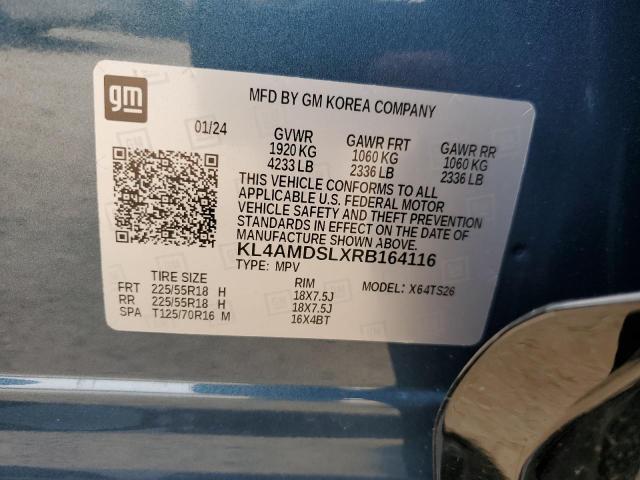 gm
MFD BY GM KOREA COMPANY
01/24
GVWR GAWR FRT GAWR RR
1920 KG 1060 KG 1060 KG
4233 LB 2336 LB 2336 LB
THIS VEHICLE CONFORMS TO ALL
APPLICABLE U.S. FEDERAL MOTOR
VEHICLE SAFETY AND THEFT PREVENTION
STANDARDS IN EFFECT ON THE DATE OF
MANUFACTURE SHOWN ABOVE.
KL4AMDSLXRB164116
TYPE: MPV MODEL: X64TS26
TIRE SIZE RIM
FRT 225/55R18 H 18X7.5J
RR 225/55R18 H 18X7.5J
SPA T125/70R16 M 16X4BT